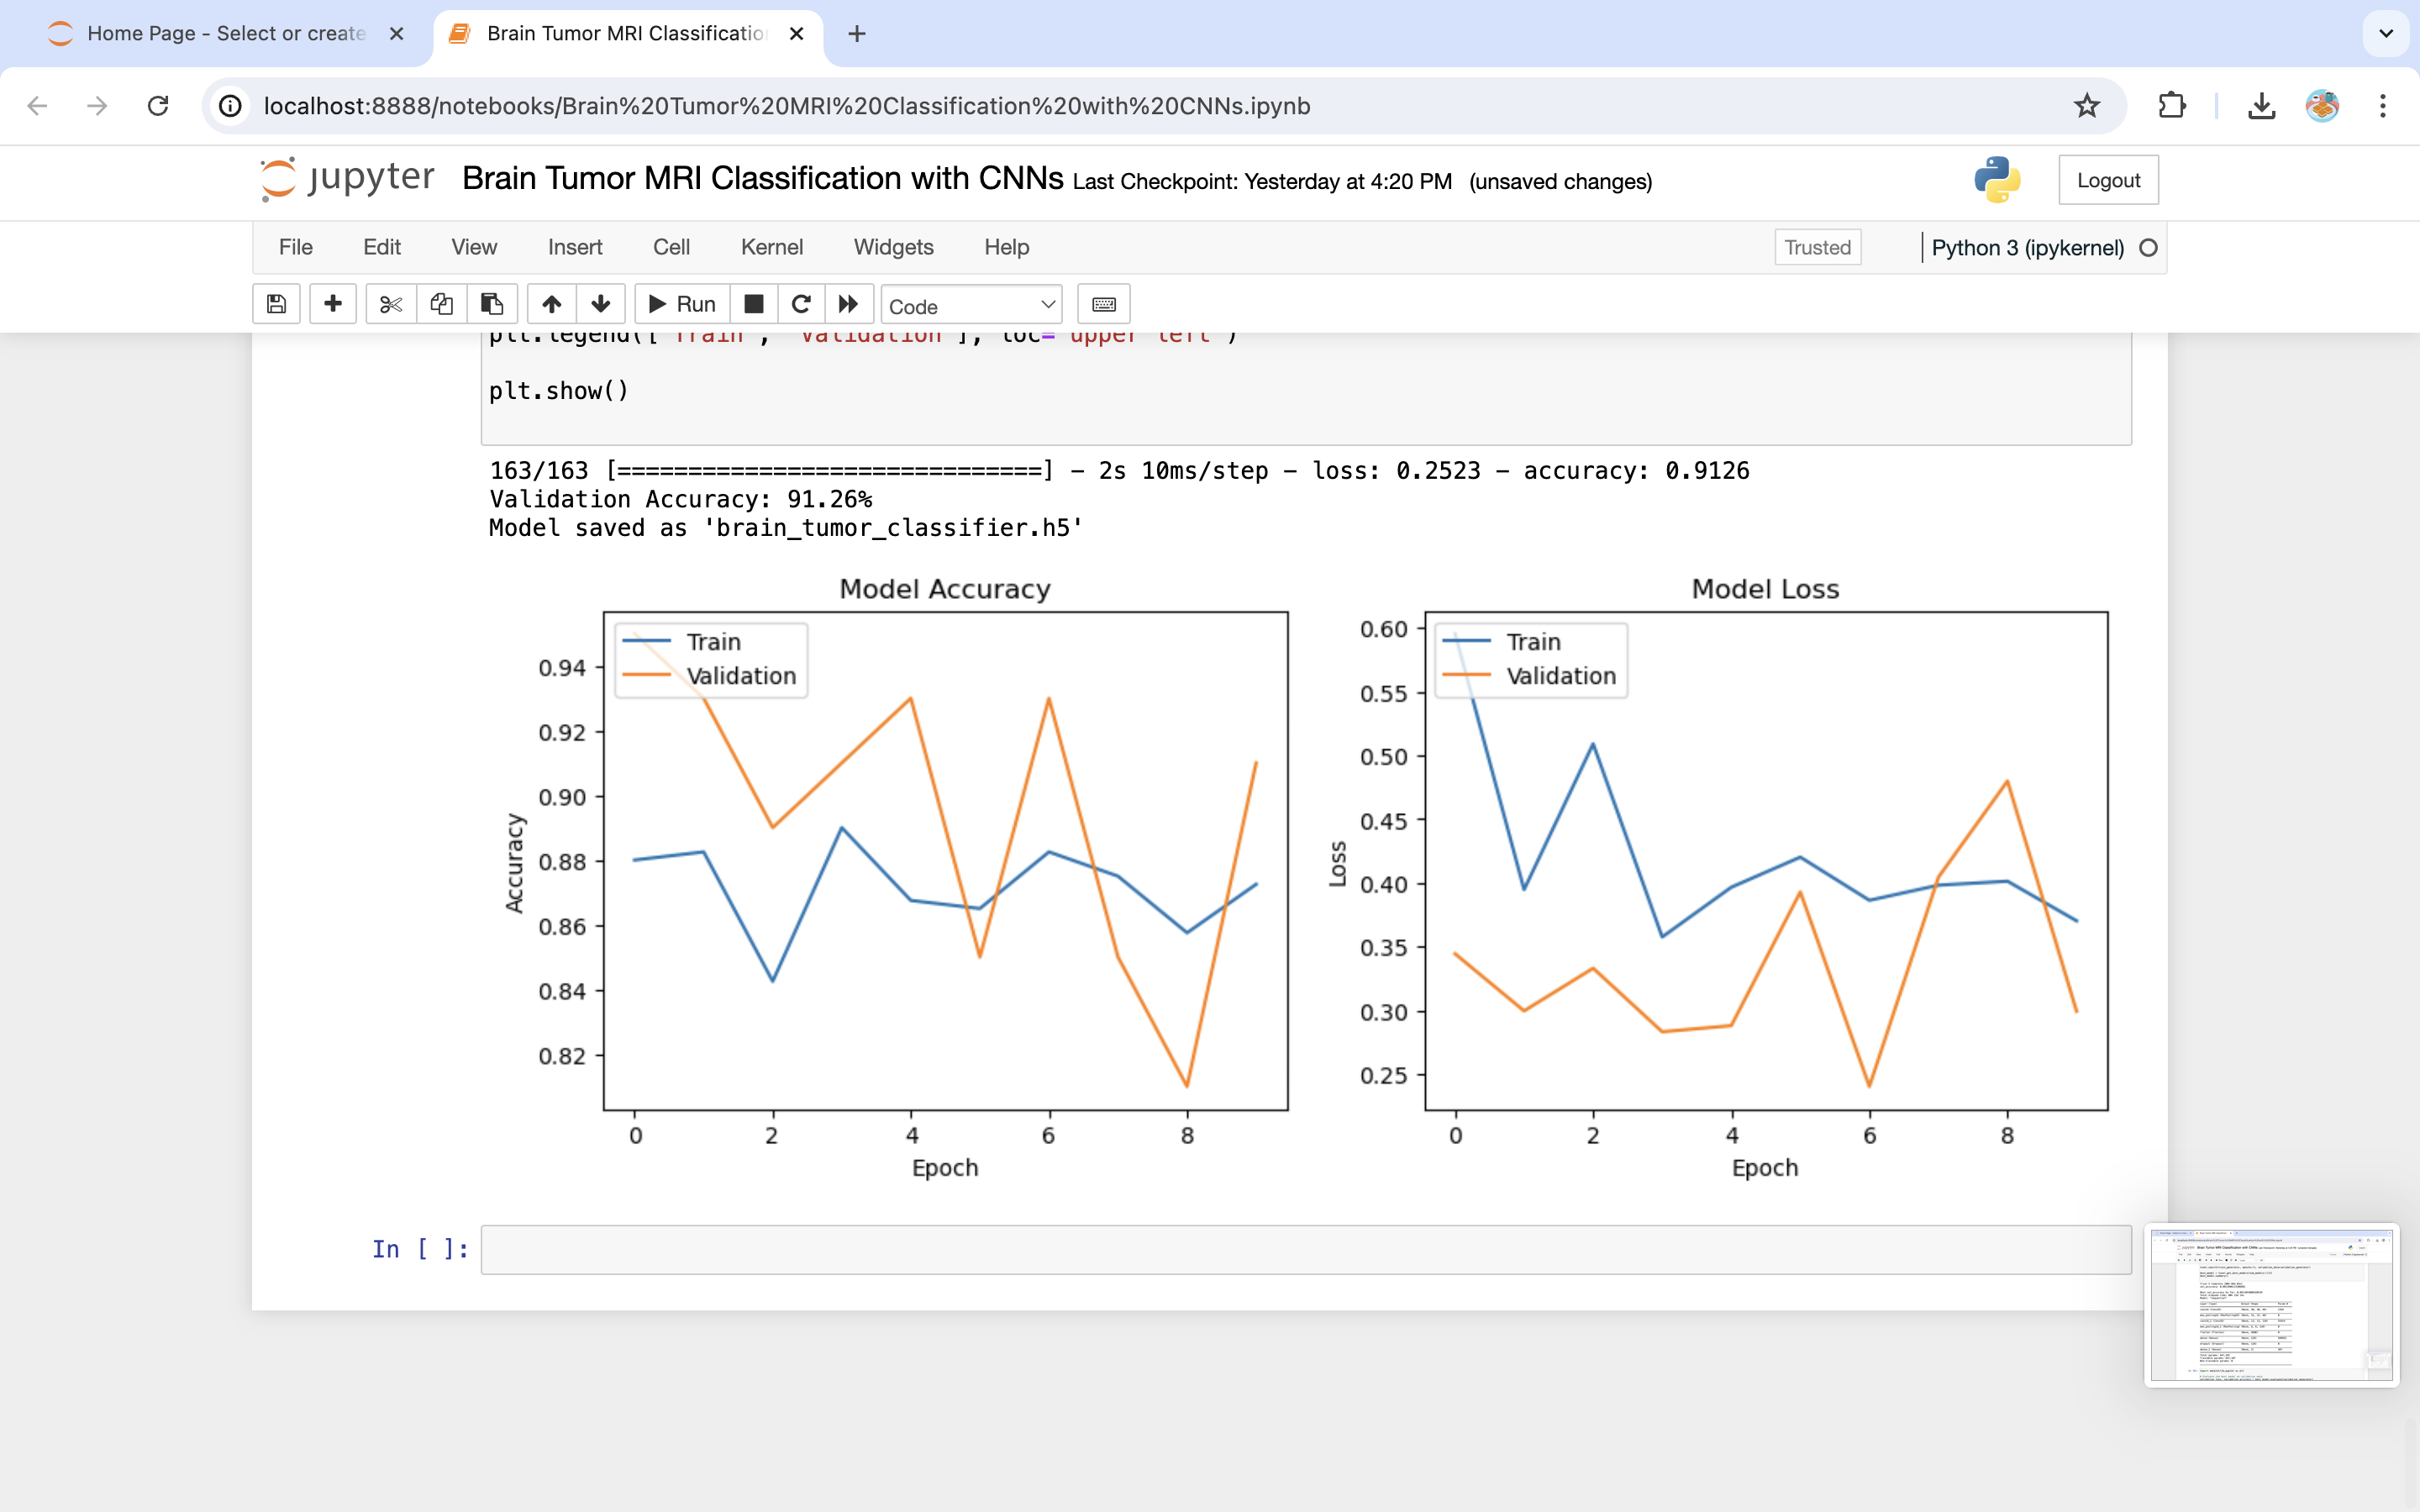 Home Page - Select or create
Brain Tumor MRI Classificatio
localhost:8888/notebooks/Brain%20Tumor%20MRI%20Classification%20with%20CNNs.ipynb
jupyter Brain Tumor MRI Classification with CNNs Last Checkpoint: Yesterday at 4:20 PM (unsaved changes)
Logout
File Edit View Insert Cell Kernel Widgets Help Trusted Python 3 (ipykernel)
Run Code
plt.legend(['Train', 'Validation'], loc='upper left')
plt.show()
163/163 [==============================] - 2s 10ms/step - loss: 0.2523 - accuracy: 0.9126
Validation Accuracy: 91.26%
Model saved as 'brain_tumor_classifier.h5'
Model Accuracy
Train
Validation
0.94
0.92
0.90
0.88
0.86
0.84
0.82
Accuracy
0 2 4 6 8
Epoch
Model Loss
Train
Validation
0.60
0.55
0.50
0.45
0.40
0.35
0.30
0.25
Loss
0 2 4 6 8
Epoch
In [ ]: